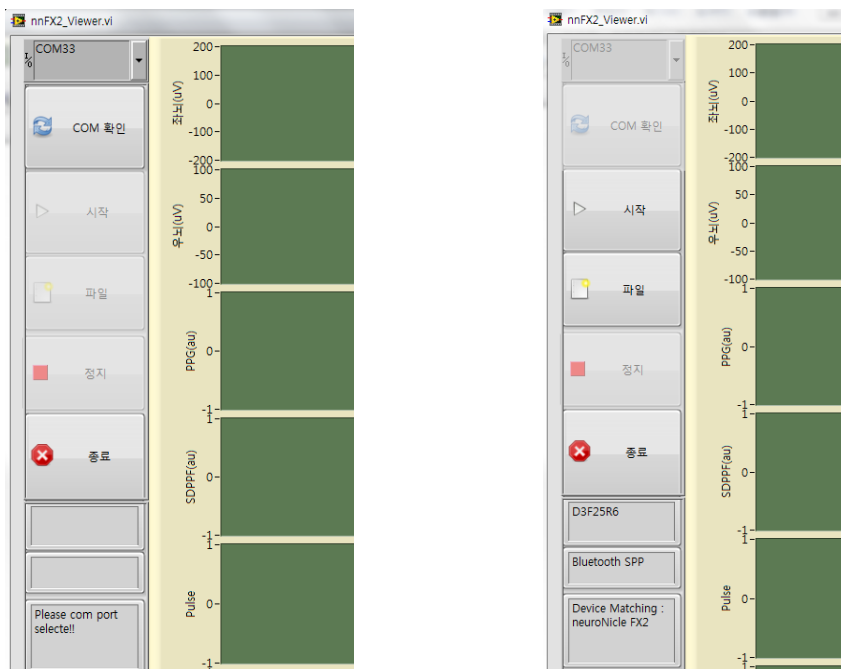 nnFX2_Viewer.vi
COM33
COM 확인
시작
파일
정지
종료
Please com port
selecte!!
200
100
0
-100
-200
좌뇌(uV)
100
50
0
-50
-100
우뇌(uV)
1
0
-1
PPG(au)
1
0
-1
SDPPF(au)
1
0
-1
Pulse
nnFX2_Viewer.vi
COM33
COM 확인
시작
파일
정지
종료
D3F25R6
Bluetooth SPP
Device Matching :
neuroNicle FX2
200
100
0
-100
-200
좌뇌(uV)
100
50
0
-50
-100
우뇌(uV)
1
0
-1
PPG(au)
1
0
-1
SDPPF(au)
1
0
-1
Pulse
1